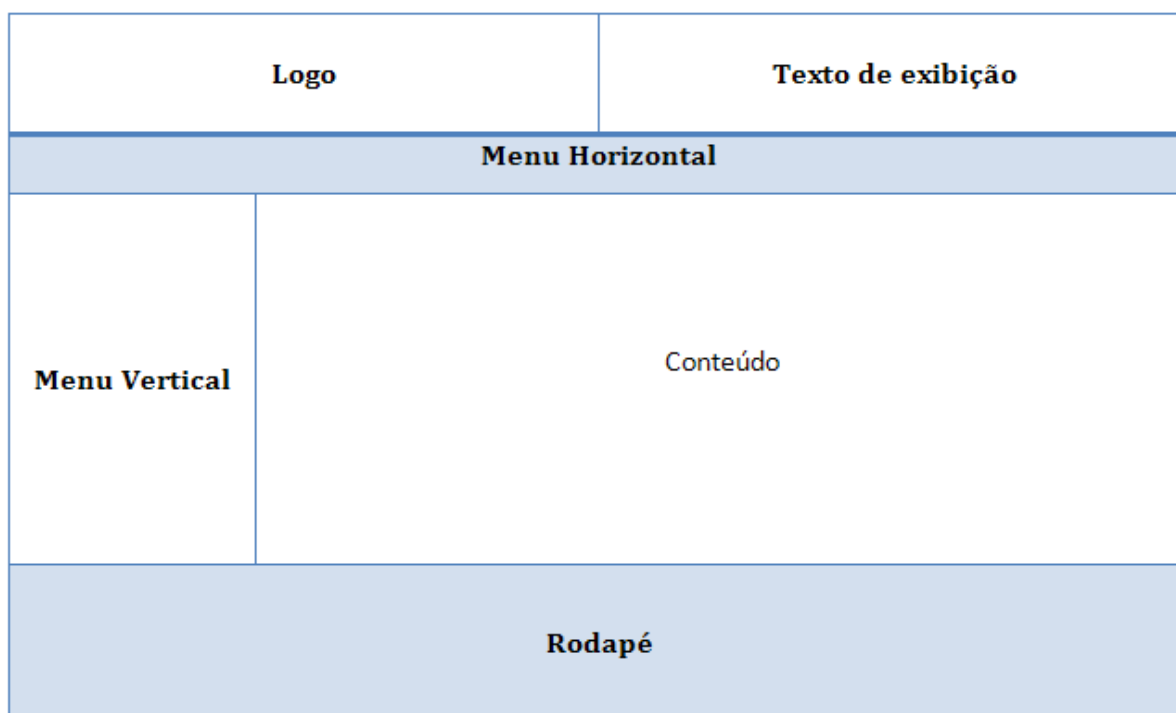 Logo
Texto de exibição
Menu Horizontal
Menu Vertical
Conteúdo
Rodapé